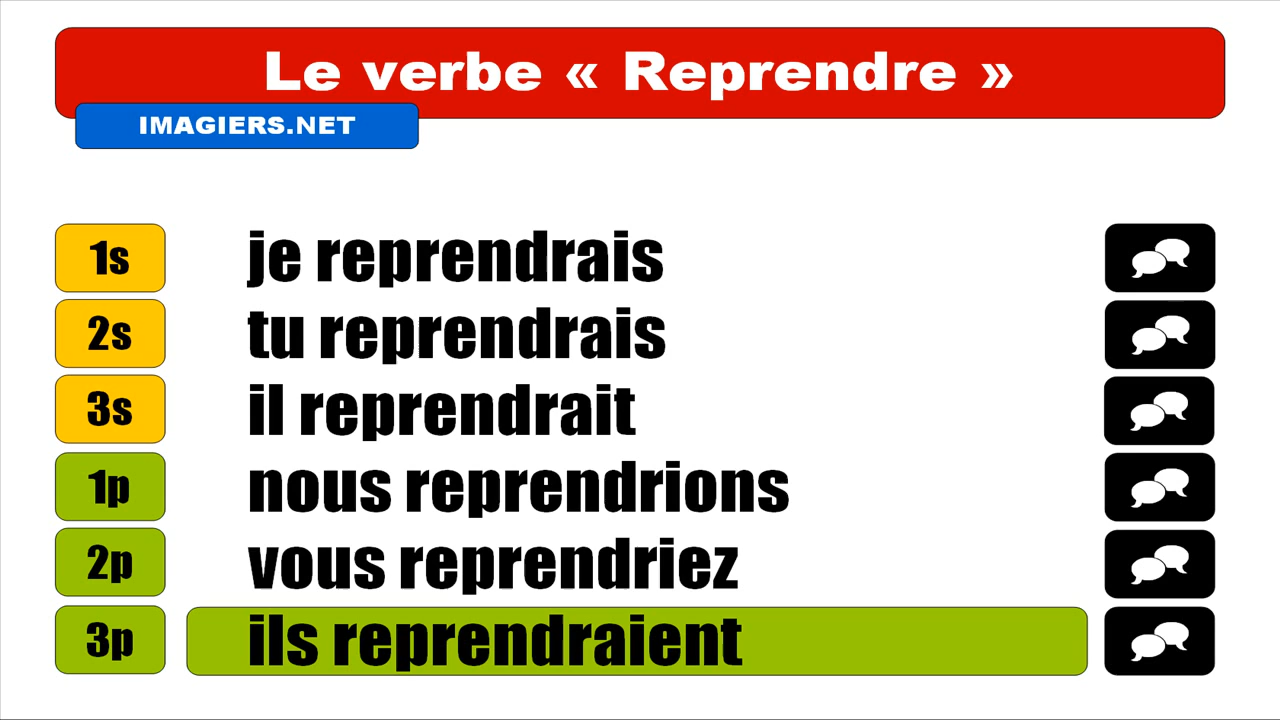 Le verbe « Reprendre »
IMAGIERS.NET
1s je reprendrais
2s tu reprendrais
3s il reprendrait
1p nous reprendrions
2p vous reprendriez
3p ils reprendraient